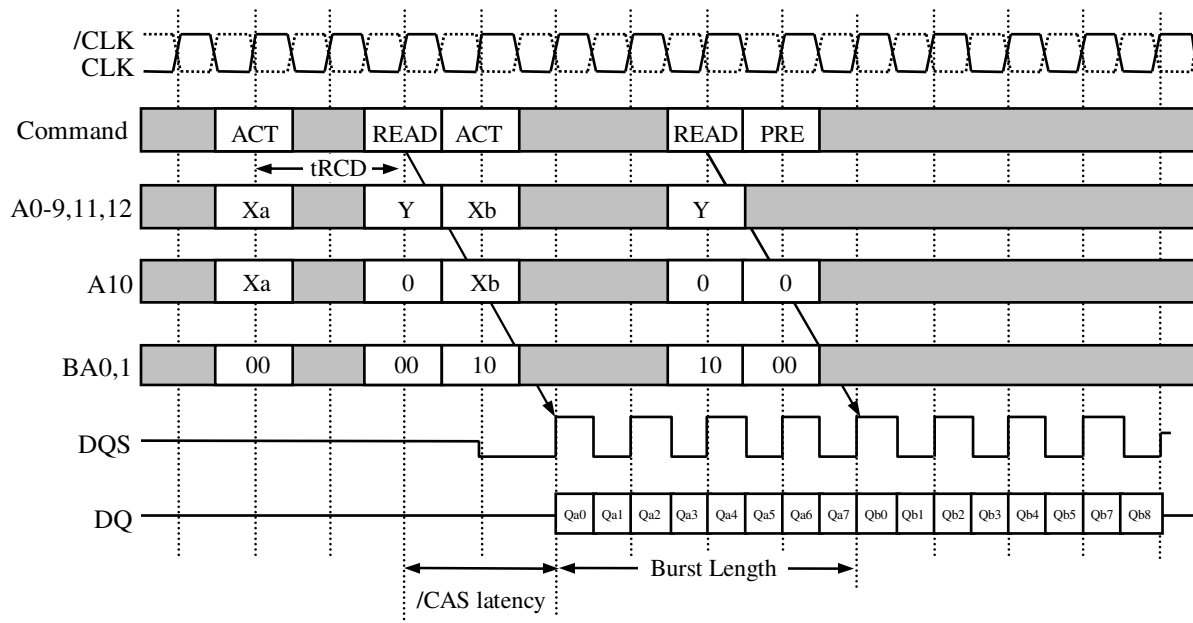 /CLK
CLK
Command ACT READ ACT READ PRE
tRCD
A0-9,11,12 Xa Y Xb Y
A10 Xa 0 Xb 0 0
BA0,1 00 00 10 10 00
DQS
DQ Qa0 Qa1 Qa2 Qa3 Qa4 Qa5 Qa6 Qa7 Qb0 Qb1 Qb2 Qb3 Qb4 Qb5 Qb7 Qb8
Burst Length
/CAS latency